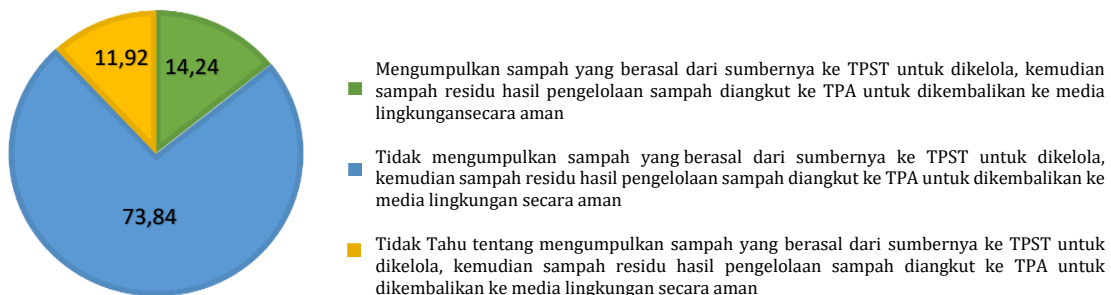 11,92
14,24
73,84
Mengumpulkan sampah yang berasal dari sumbernya ke TPST untuk dikelola, kemudian
sampah residu hasil pengelolaan sampah diangkut ke TPA untuk dikembalikan ke media
lingkungansecara aman
Tidak mengumpulkan sampah yang berasal dari sumbernya ke TPST untuk dikelola,
kemudian sampah residu hasil pengelolaan sampah diangkut ke TPA untuk dikembalikan ke
media lingkungan secara aman
Tidak Tahu tentang mengumpulkan sampah yang berasal dari sumbernya ke TPST untuk
dikelola, kemudian sampah residu hasil pengelolaan sampah diangkut ke TPA untuk
dikembalikan ke media lingkungan secara aman